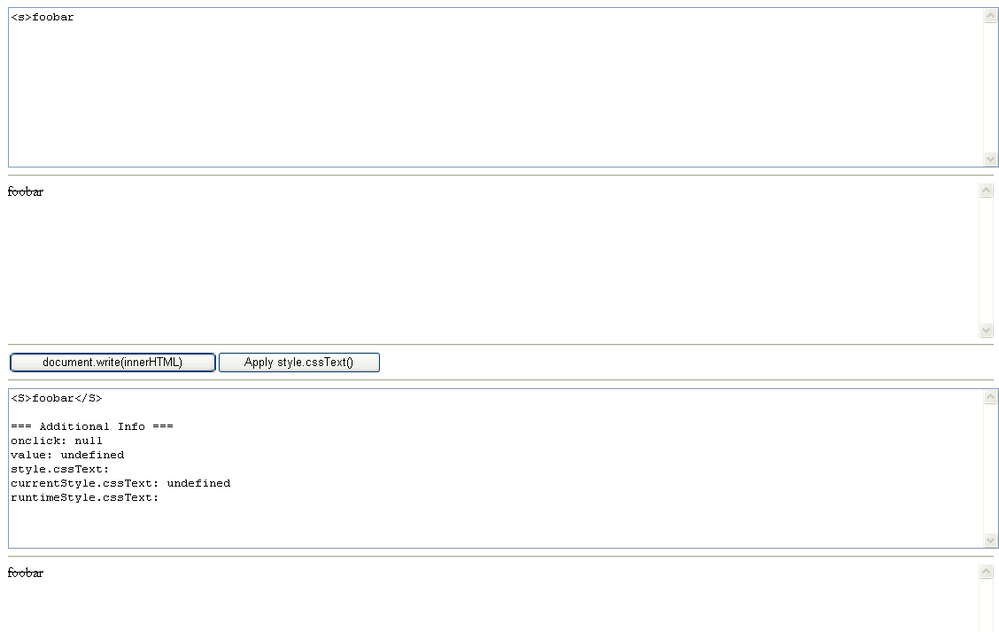 <s>foobar
foobar
document.write(innerHTML) Apply style.cssText()
<S>foobar</S>
=== Additional Info ===
onclick: null
value: undefined
style.cssText:
currentStyle.cssText: undefined
runtimeStyle.cssText:
foobar